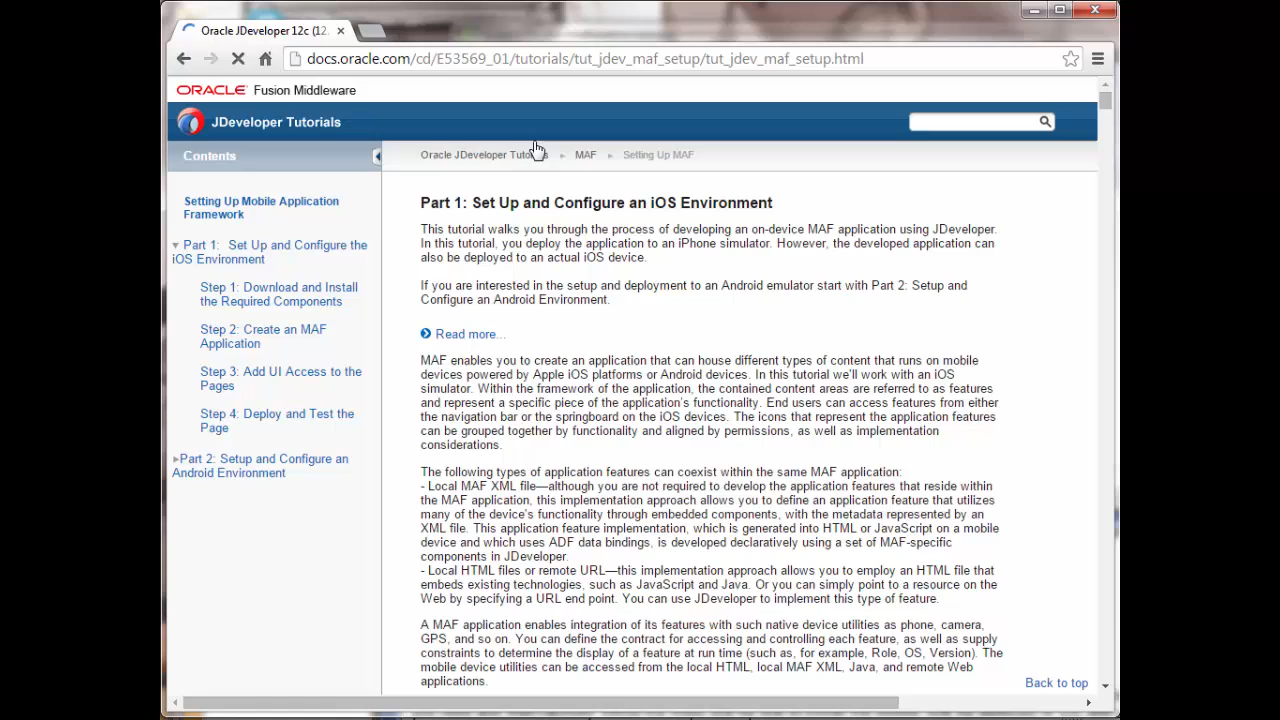 Oracle JDeveloper 12c (12.
docs.oracle.com/cd/E53569_01/tutorials/tut_jdev_maf_setup/tut_jdev_maf_setup.html
ORACLE Fusion Middleware
JDeveloper Tutorials
Contents
Setting Up Mobile Application
Framework
Part 1: Set Up and Configure the
iOS Environment
Step 1: Download and Install
the Required Components
Step 2: Create an MAF
Application
Step 3: Add UI Access to the
Pages
Step 4: Deploy and Test the
Page
Part 2: Setup and Configure an
Android Environment
Oracle JDeveloper Tutorials MAF Setting Up MAF
Part 1: Set Up and Configure an iOS Environment
This tutorial walks you through the process of developing an on-device MAF application using JDeveloper.
In this tutorial, you deploy the application to an iPhone simulator. However, the developed application can
also be deployed to an actual iOS device.
If you are interested in the setup and deployment to an Android emulator start with Part 2: Setup and
Configure an Android Environment.
Read more...
MAF enables you to create an application that can house different types of content that runs on mobile
devices powered by Apple iOS platforms or Android devices. In this tutorial we'll work with an iOS
simulator. Within the framework of the application, the contained content areas are referred to as features
and represent a specific piece of the application's functionality. End users can access features from either
the navigation bar or the springboard on the iOS devices. The icons that represent the application features
can be grouped together by functionality and aligned by permissions, as well as implementation
considerations.
The following types of application features can coexist within the same MAF application:
- Local MAF XML file—although you are not required to develop the application features that reside within
the MAF application, this implementation approach allows you to define an application feature that utilizes
many of the device's functionality through embedded components, with the metadata represented by an
XML file. This application feature implementation, which is generated into HTML or JavaScript on a mobile
device and which uses ADF data bindings, is developed declaratively using a set of MAF-specific
components in JDeveloper.
- Local HTML files or remote URL—this implementation approach allows you to employ an HTML file that
embeds existing technologies, such as JavaScript and Java. Or you can simply point to a resource on the
Web by specifying a URL end point. You can use JDeveloper to implement this type of feature.
A MAF application enables integration of its features with such native device utilities as phone, camera,
GPS, and so on. You can define the contract for accessing and controlling each feature, as well as supply
constraints to determine the display of a feature at run time (such as, for example, Role, OS, Version). The
mobile device utilities can be accessed from the local HTML, local MAF XML, Java, and remote Web
applications.
Back to top